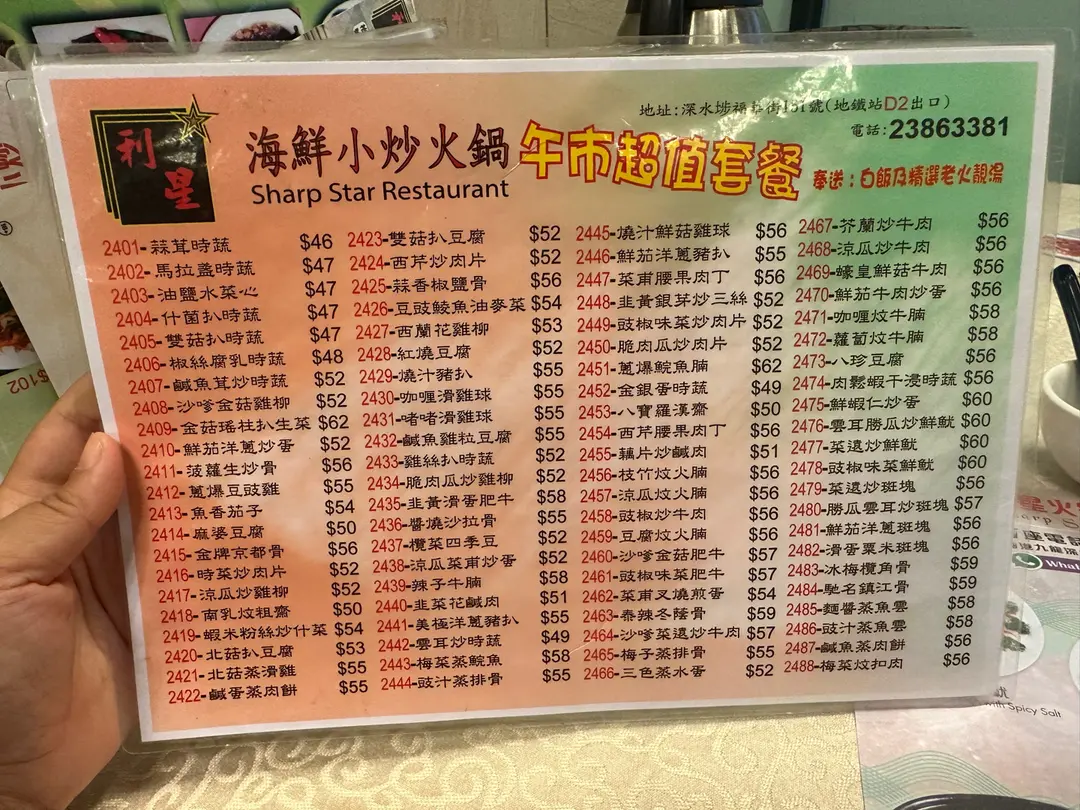 利星
海鮮小炒火鍋
Sharp Star Restaurant
午市超值套餐
電話:23863381
奉送:白飯及精選老火靚湯
2401-蒜茸時蔬 $46
2402-馬拉盞時蔬 $47
2403-油鹽水菜心 $47
2404-什菌扒時蔬 $47
2405-雙菇扒時蔬 $47
2406-椒絲腐乳時蔬 $48
2407-鹹魚茸炒時蔬 $52
2408-沙嗲金菇雞柳 $52
2409-金菇瑤柱扒生菜 $62
2410-鮮茄洋蔥炒蛋 $52
2411-菠蘿生炒骨 $56
2412-蔥爆豆豉雞 $55
2413-魚香茄子 $54
2414-麻婆豆腐 $50
2415-金牌京都骨 $56
2416-時菜炒肉片 $52
2417-涼瓜炒雞柳 $52
2418-南乳炆粗齋 $50
2419-蝦米粉絲炒什菜 $54
2420-北菇扒豆腐 $53
2421-北菇蒸滑雞 $55
2422-鹹蛋蒸肉餅 $55
2423-雙菇扒豆腐 $52
2424-西芹炒肉片 $52
2425-蒜香椒鹽骨 $56
2426-豆豉鯪魚油麥菜 $54
2427-西蘭花雞柳 $53
2428-紅燒豆腐 $52
2429-燒汁豬扒 $55
2430-咖喱滑雞球 $55
2431-啫啫滑雞球 $55
2432-鹹魚雞粒豆腐 $55
2433-雞絲扒時蔬 $52
2434-脆肉瓜炒雞柳 $52
2435-韭黃滑蛋肥牛 $58
2436-醬燒沙拉骨 $55
2437-欖菜四季豆 $52
2438-涼瓜菜甫炒蛋 $52
2439-辣子牛腩 $58
2440-韭菜花鹹肉 $51
2441-美極洋蔥豬扒 $55
2442-雲耳炒時蔬 $49
2443-梅菜蒸鯇魚 $58
2444-豉汁蒸排骨 $55
2445-燒汁鮮菇雞球 $56
2446-鮮茄洋蔥豬扒 $55
2447-菜甫腰果肉丁 $56
2448-韭黃銀芽炒三絲 $52
2449-豉椒味菜炒肉片 $52
2450-脆肉瓜炒肉片 $52
2451-蔥爆鯇魚腩 $62
2452-金銀蛋時蔬 $49
2453-八寶羅漢齋 $50
2454-西芹腰果肉丁 $56
2455-藕片炒鹹肉 $51
2456-枝竹炆火腩 $56
2457-涼瓜炆火腩 $56
2458-豉椒炒牛肉 $56
2459-豆腐炆火腩 $56
2460-沙嗲金菇肥牛 $57
2461-豉椒味菜肥牛 $57
2462-菜甫叉燒煎蛋 $54
2463-泰辣冬蔭骨 $59
2464-沙嗲菜遠炒牛肉 $57
2465-梅子蒸排骨 $55
2466-三色蒸水蛋 $52
2467-芥蘭炒牛肉 $56
2468-涼瓜炒牛肉 $56
2469-蠔皇鮮菇牛肉 $56
2470-鮮茄牛肉炒蛋 $56
2471-咖喱炆牛腩 $58
2472-蘿蔔炆牛腩 $58
2473-八珍豆腐 $56
2474-肉鬆蝦干浸時蔬 $56
2475-鮮蝦仁炒蛋 $60
2476-雲耳勝瓜炒鮮魷 $60
2477-菜遠炒鮮魷 $60
2478-豉椒味菜鮮魷 $60
2479-菜遠炒斑塊 $56
2480-勝瓜雲耳炒斑塊 $57
2481-鮮茄洋蔥斑塊 $56
2482-滑蛋粟米斑塊 $56
2483-冰梅欖角骨 $59
2484-馳名鎮江骨 $59
2485-麵醬蒸魚雲 $58
2486-豉汁蒸魚雲 $58
2487-鹹魚蒸肉餅 $56
2488-梅菜炆扣肉 $56
$102
Spicy Salt